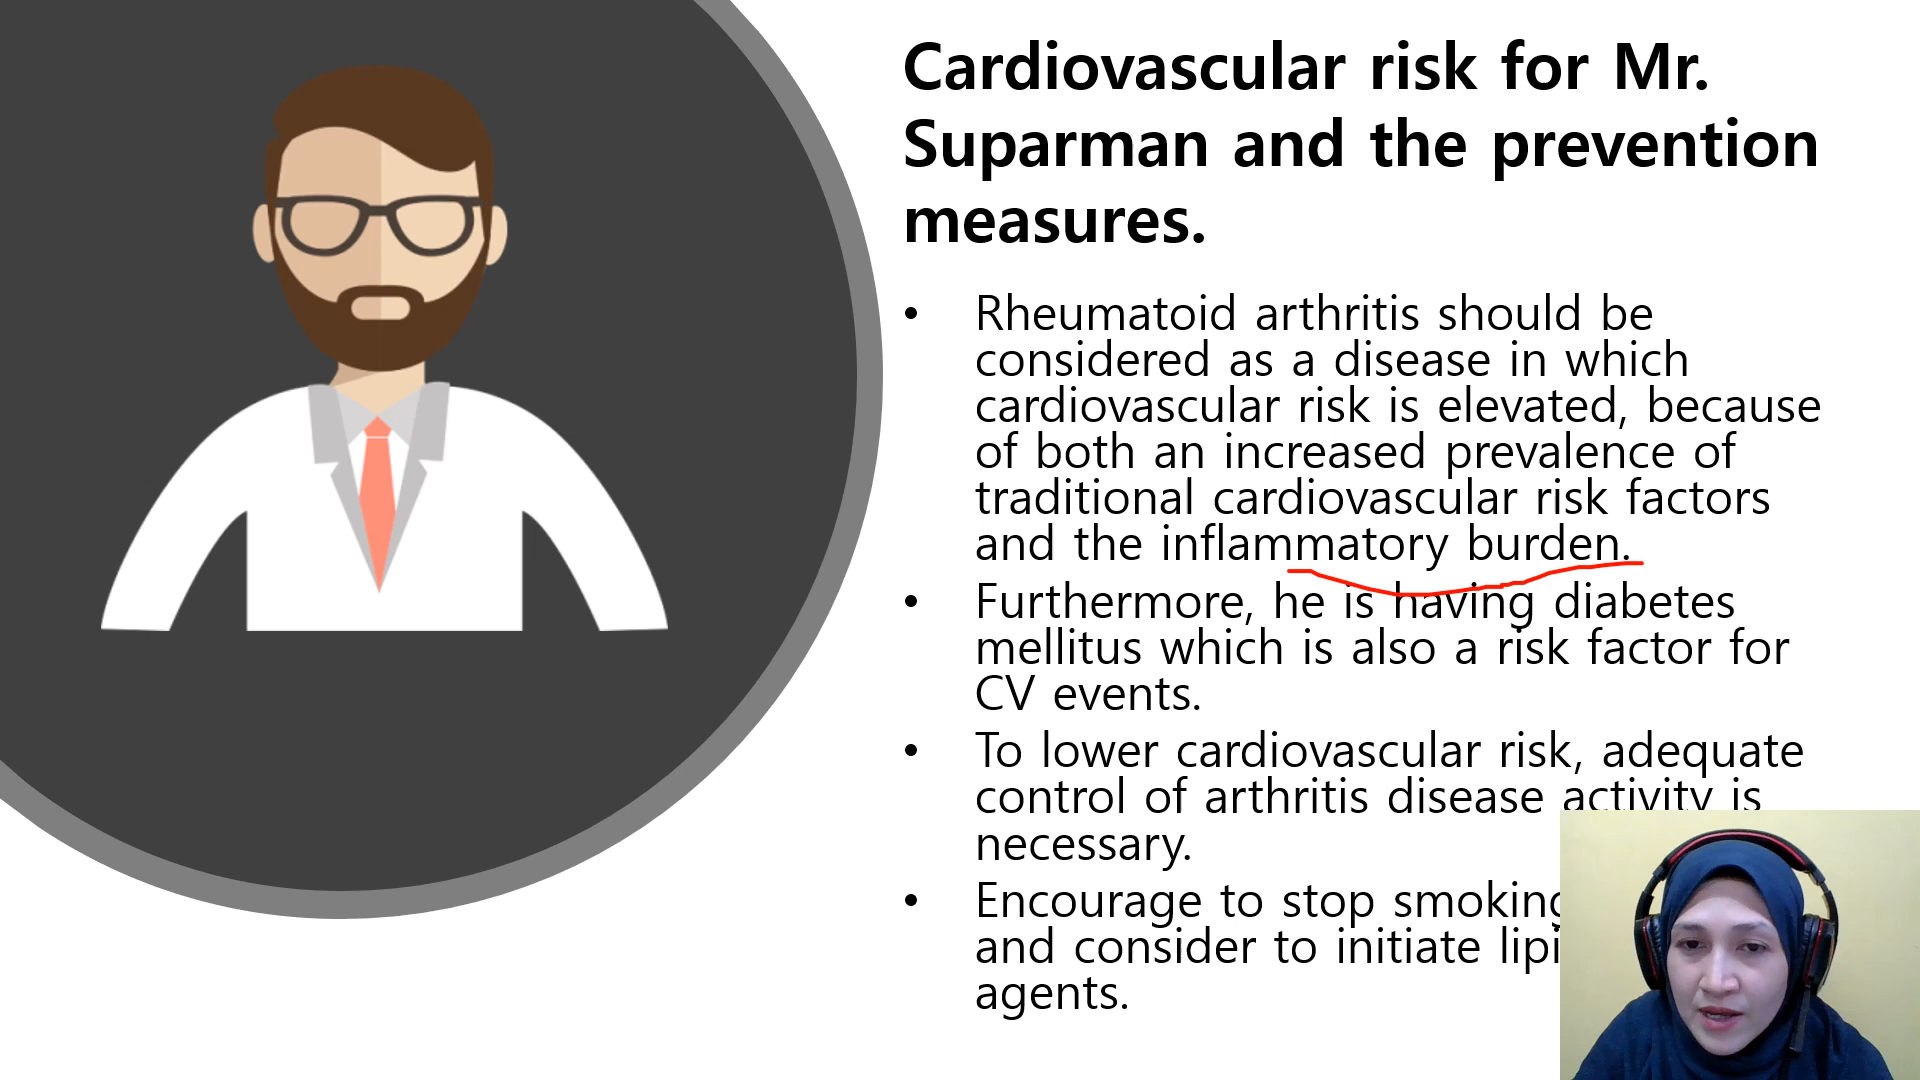 Cardiovascular risk for Mr.
Suparman and the prevention
measures.
• Rheumatoid arthritis should be
considered as a disease in which
cardiovascular risk is elevated, because
of both an increased prevalence of
traditional cardiovascular risk factors
and the inflammatory burden.
• Furthermore, he is having diabetes
mellitus which is also a risk factor for
CV events.
• To lower cardiovascular risk, adequate
control of arthritis disease activity is
necessary.
• Encourage to stop smoking
and consider to initiate
agents.